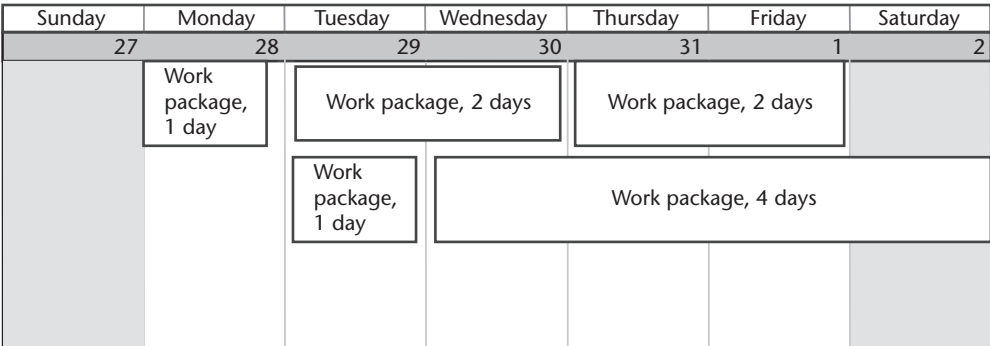 Sunday Monday Tuesday Wednesday Thursday Friday Saturday
27 28 29 30 31 1 2
Work
package,
1 day
Work package, 2 days
Work package, 2 days
Work
package,
1 day
Work package, 4 days